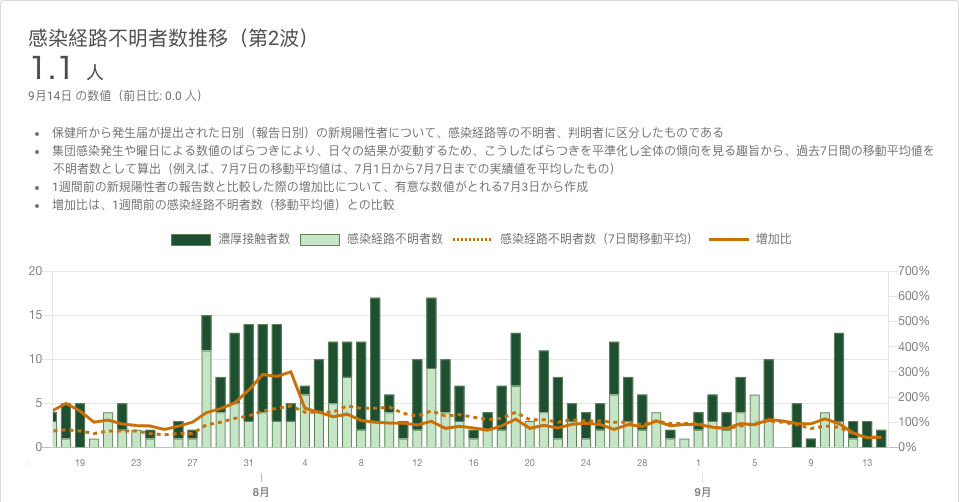 感染経路不明者数推移（第2波）
1.1 人
9月14日 の数値（前日比: 0.0 人）
• 保健所から発生届が提出された日別（報告日別）の新規陽性者について、感染経路等の不明者、判明者に区分したものである
• 集団感染発生や曜日による数値のばらつきにより、日々の結果が変動するため、こうしたばらつきを平準化し全体の傾向を見る趣旨から、過去7日間の移動平均値を
不明者数として算出（例えば、7月7日の移動平均値は、7月1日から7月7日までの実績値を平均したもの）
• 1週間前の新規陽性者の報告数と比較した際の増加比について、有意な数値がとれる7月3日から作成
• 増加比は、1週間前の感染経路不明者数（移動平均値）との比較
濃厚接触者数 感染経路不明者数 感染経路不明者数（7日間移動平均） 増加比
20 700%
600%
15 500%
400%
10
300%
5 200%
100%
0 0%
19 23 27 31 4 8 12 16 20 24 28 1 5 9 13
8月 9月